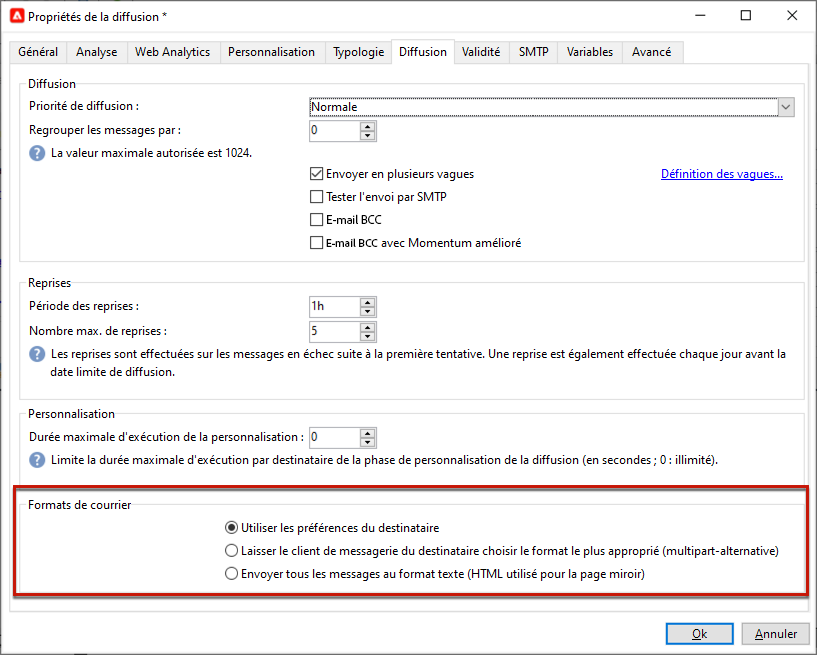 Propriétés de la diffusion *
Général Analyse Web Analytics Personnalisation Typologie Diffusion Validité SMTP Variables Avancé
Diffusion
Priorité de diffusion : Normale
Regrouper les messages par : 0
? La valeur maximale autorisée est 1024.
Envoyer en plusieurs vagues Définition des vagues...
Tester l'envoi par SMTP
E-mail BCC
E-mail BCC avec Momentum amélioré
Reprises
Période des reprises : 1h
Nombre max. de reprises : 5
? Les reprises sont effectuées sur les messages en échec suite à la première tentative. Une reprise est également effectuée chaque jour avant la
date limite de diffusion.
Personnalisation
Durée maximale d'exécution de la personnalisation : 0
? Limite la durée maximale d'exécution par destinataire de la phase de personnalisation de la diffusion (en secondes ; 0 : illimité).
Formats de courrier
Utiliser les préférences du destinataire
Laisser le client de messagerie du destinataire choisir le format le plus approprié (multipart-alternative)
Envoyer tous les messages au format texte (HTML utilisé pour la page miroir)
Ok Annuler